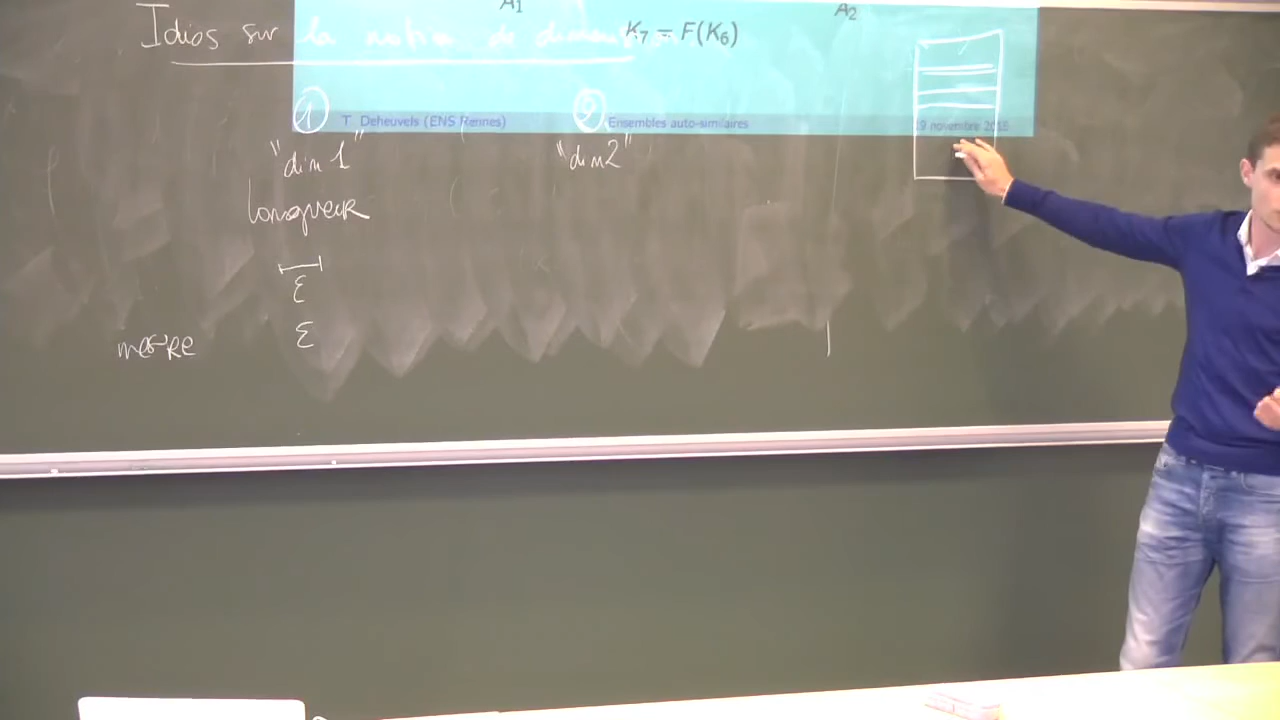 A₁ A₂
Idées sur la notion de dimension
K₇ = F(K₆)
① ②
T. Deheuvels (ENS Rennes) Ensembles auto-similaires 19 novembre 2016
"dim 1" "dim 2"
longueur
ε
mesure ε